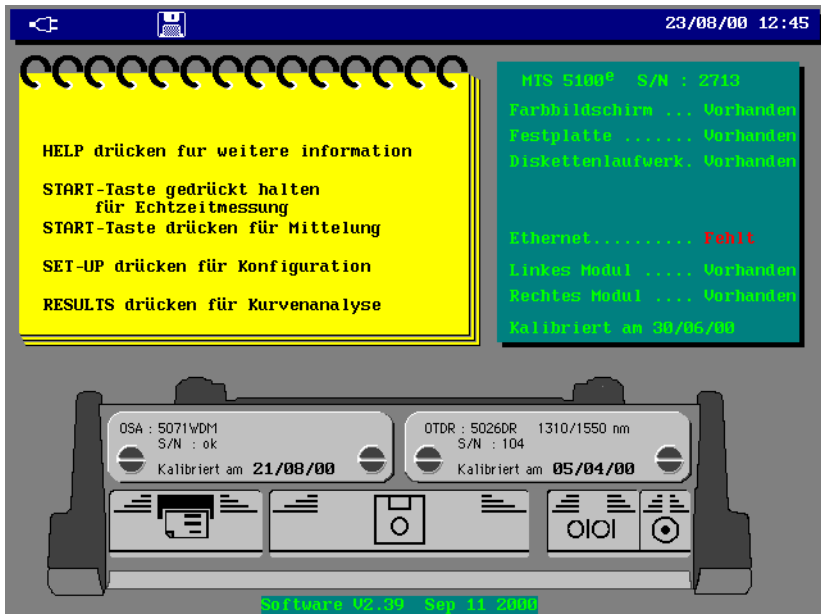 23/08/00 12:45
HELP drücken fur weitere information
START-Taste gedrückt halten
für Echtzeitmessung
START-Taste drücken für Mittelung
SET-UP drücken für Konfiguration
RESULTS drücken für Kurvenanalyse
MTS 5100e S/N : 2713
Farbbildschirm ... Vorhanden
Festplatte ....... Vorhanden
Diskettenlaufwerk. Vorhanden
Ethernet.......... Fehlt
Linkes Modul ..... Vorhanden
Rechtes Modul .... Vorhanden
Kalibriert am 30/06/00
OSA : 5071WDM
S/N : ok
Kalibriert am 21/08/00
OTDR : 5026DR 1310/1550 nm
S/N : 104
Kalibriert am 05/04/00
OIOI
Software V2.39 Sep 11 2000